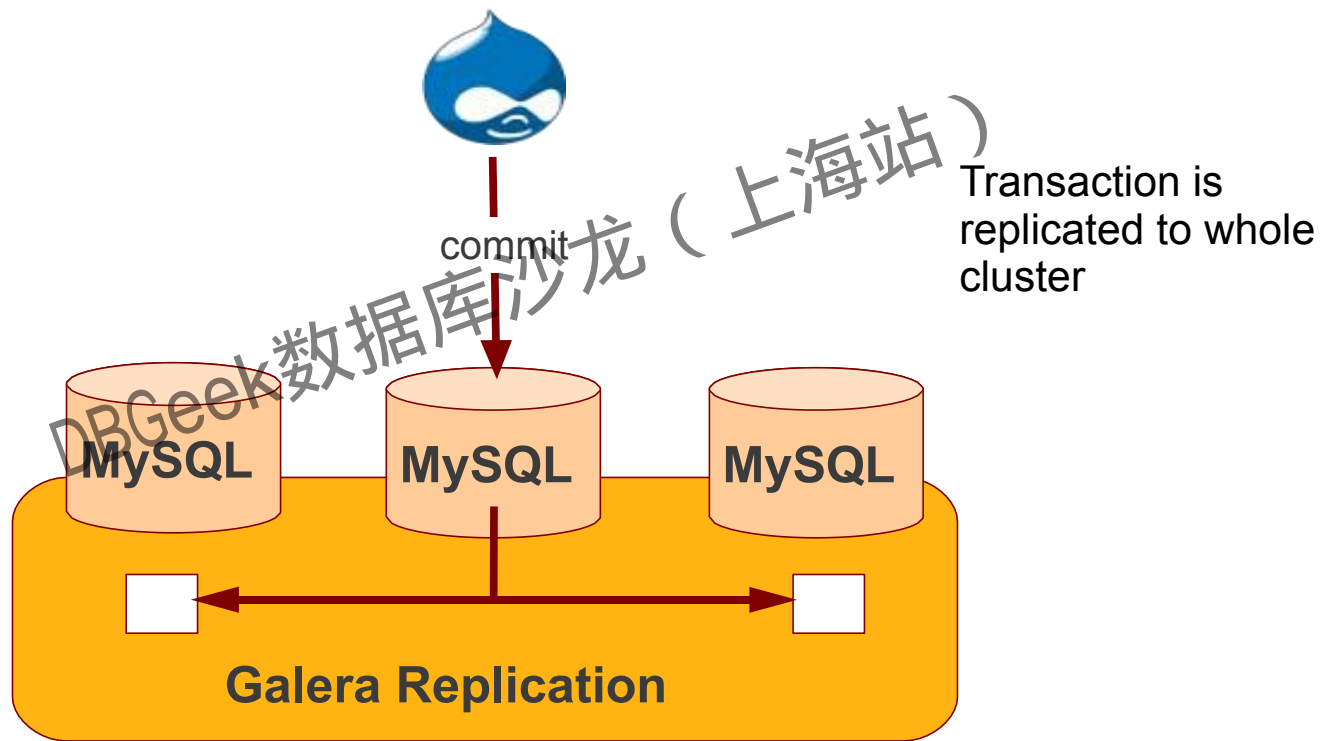 Transaction is
replicated to whole
cluster
commit
DBGeek数据库沙龙（上海站）
MySQL
MySQL
MySQL
Galera Replication